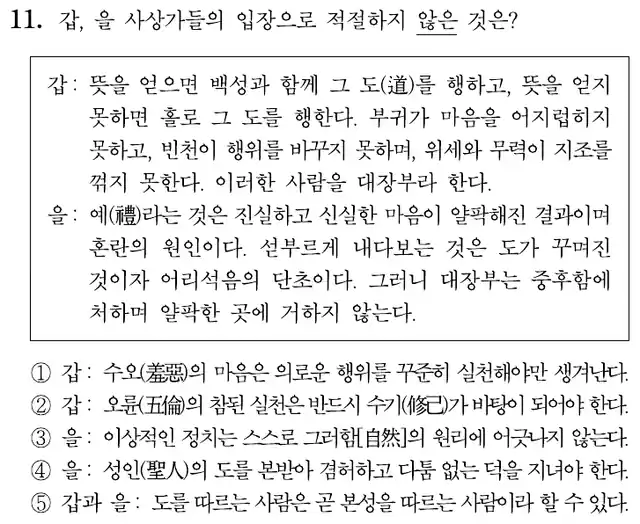 11. 갑, 을 사상가들의 입장으로 적절하지 않은 것은?
갑 : 뜻을 얻으면 백성과 함께 그 도(道)를 행하고, 뜻을 얻지
못하면 홀로 그 도를 행한다. 부귀가 마음을 어지럽히지
못하고, 빈천이 행위를 바꾸지 못하며, 위세와 무력이 지조를
꺾지 못한다. 이러한 사람을 대장부라 한다.
을 : 예(禮)라는 것은 진실하고 신실한 마음이 얄팍해진 결과이며
혼란의 원인이다. 섣부르게 내다보는 것은 도가 꾸며진
것이자 어리석음의 단초이다. 그러니 대장부는 중후함에
처하며 얄팍한 곳에 거하지 않는다.
① 갑 : 수오(羞惡)의 마음은 의로운 행위를 꾸준히 실천해야만 생겨난다.
② 갑 : 오륜(五倫)의 참된 실천은 반드시 수기(修己)가 바탕이 되어야 한다.
③ 을 : 이상적인 정치는 스스로 그러함[自然]의 원리에 어긋나지 않는다.
④ 을 : 성인(聖人)의 도를 본받아 겸허하고 다툼 없는 덕을 지녀야 한다.
⑤ 갑과 을 : 도를 따르는 사람은 곧 본성을 따르는 사람이라 할 수 있다.